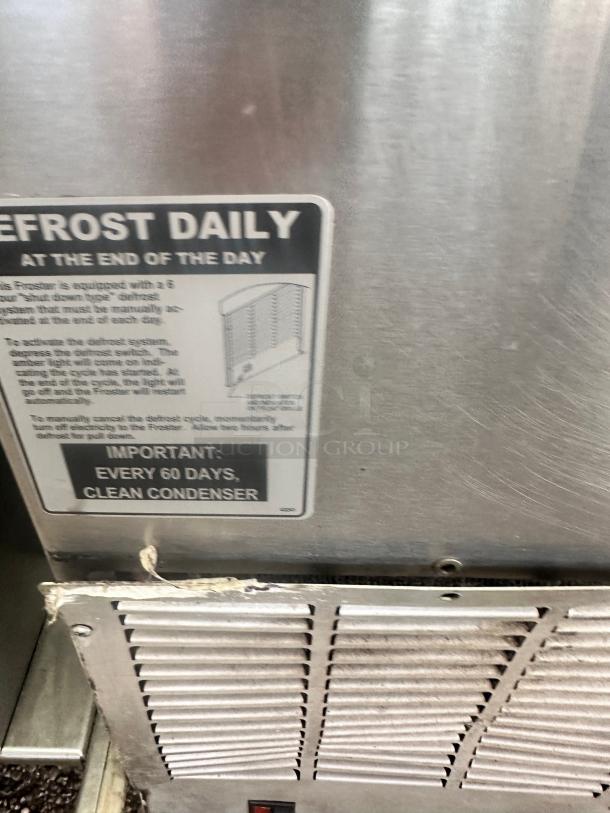 EFROST DAILY
AT THE END OF THE DAY
is Froster is equipped with a 6
our "shut down type" defrost
ystem that must be manually ac-
tivated at the end of each day.
To activate the defrost system,
depress the defrost switch. The
amber light will come on indi-
cating the cycle has started. At
the end of the cycle, the light will
go off and the Froster will restart
automatically.
DEFROST SWITCH
To manually cancel the defrost cycle, momentarily
turn off electricity to the Froster. Allow two hours after
defrost for pull down.
IMPORTANT:
EVERY 60 DAYS,
CLEAN CONDENSER
AUCTION GROUP